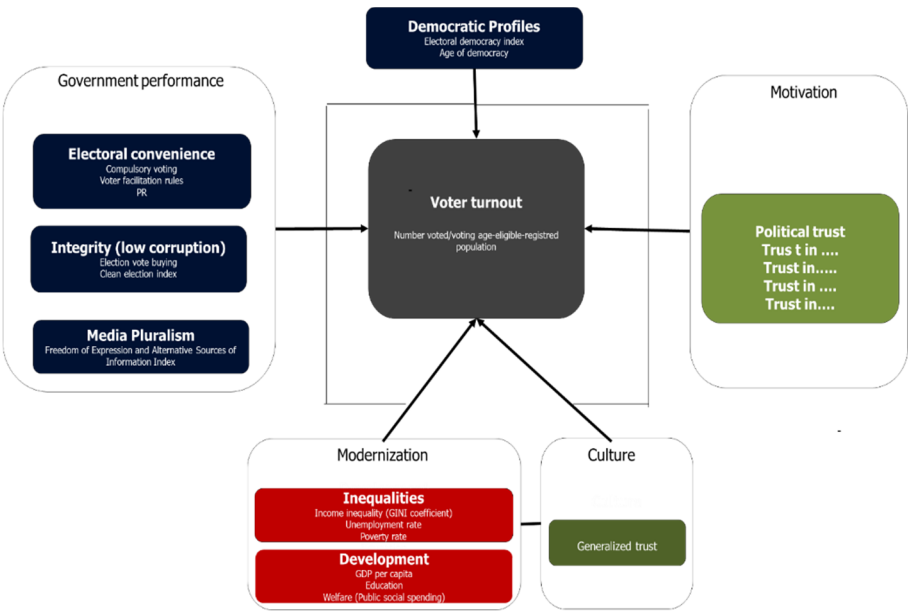 Democratic Profiles
Electoral democracy index
Age of democracy
Government performance
Electoral convenience
Compulsory voting
Voter facilitation rules
PR
Integrity (low corruption)
Election vote buying
Clean election index
Media Pluralism
Freedom of Expression and Alternative Sources of
Information Index
Voter turnout
Number voted/voting age-eligible-registred
population
Motivation
Political trust
Trus t in ....
Trust in.....
Trust in ....
Trust in....
Modernization
Inequalities
Income inequality (GINI coefficient)
Unemployment rate
Poverty rate
Development
GDP per capita
Education
Welfare (Public social spending)
Culture
Generalized trust